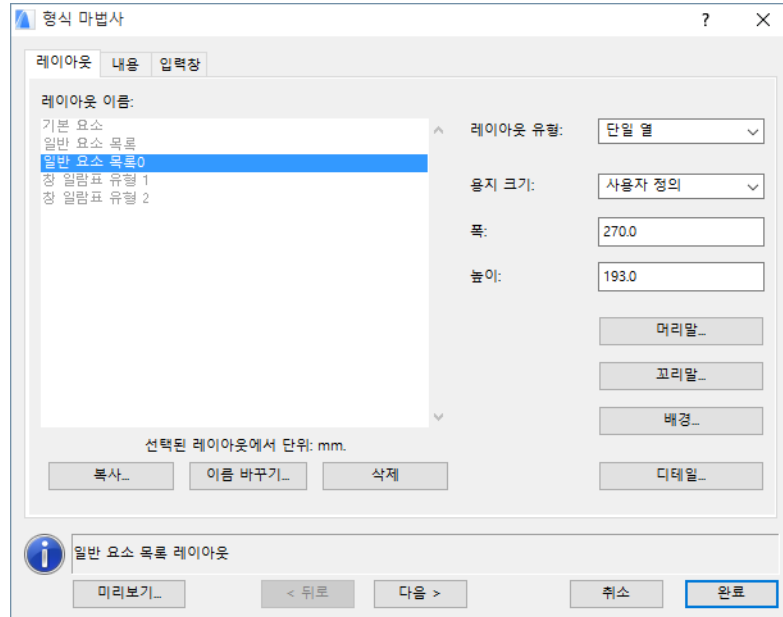 형식 마법사
?
레이아웃 내용 입력창
레이아웃 이름:
기본 요소
일반 요소 목록
일반 요소 목록0
창 일람표 유형 1
창 일람표 유형 2
레이아웃 유형: 단일 열
용지 크기: 사용자 정의
폭: 270.0
높이: 193.0
머리말...
꼬리말...
배경...
선택된 레이아웃에서 단위: mm.
복사... 이름 바꾸기... 삭제 디테일...
일반 요소 목록 레이아웃
미리보기... < 뒤로 다음 > 취소 완료